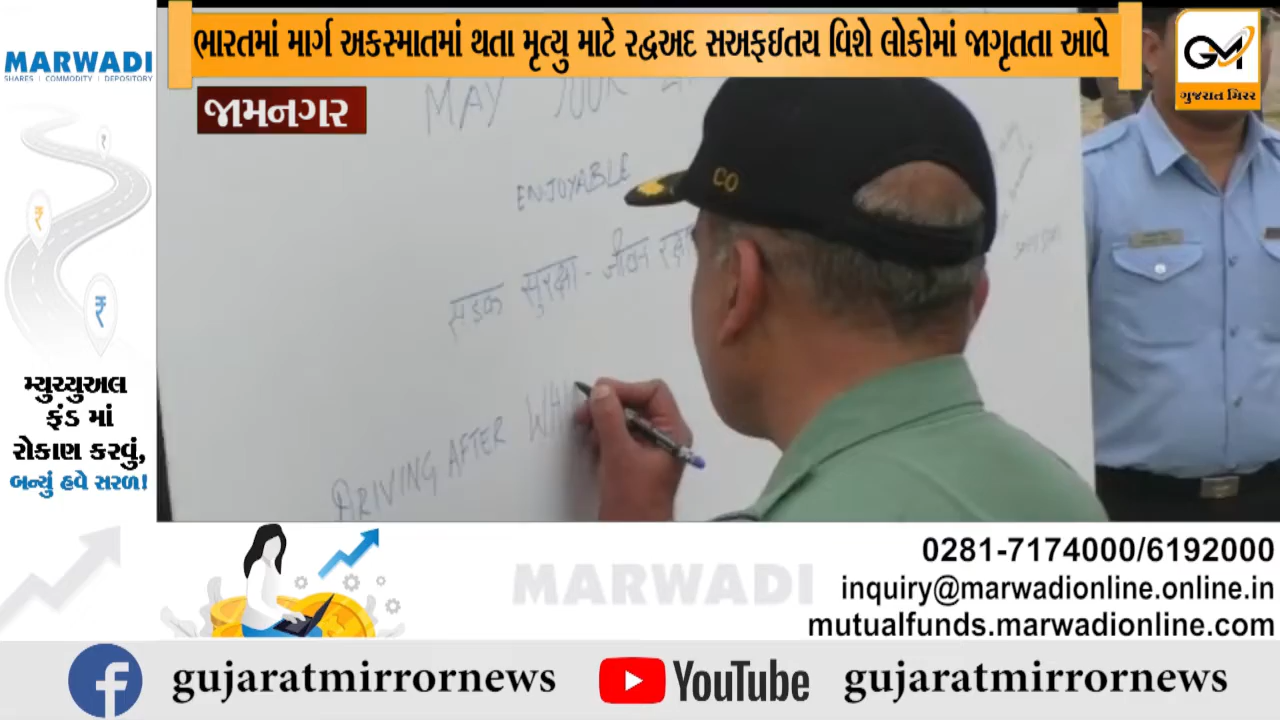 ભારતમાં માર્ગ અકસ્માતમાં થતા મૃત્યુ માટે રદ્વઅદ સઅફઇતય વિશે લોકોમાં જાગૃતતા આવે
GM
ગુજરાત મિરર
MARWADI
SHARES | COMMODITY | DEPOSITORY
જામનગર
MAY YOUR
ENJOYABLE
CO
सड़क सुरक्षा - जीवन रक्षा
DRIVING AFTER WHI
મ્યુચ્યુઅલ
ફંડ માં
રોકાણ કરવું,
બન્યું હવે સરળ!
MARWADI
0281-7174000/6192000
inquiry@marwadionline.online.in
mutualfunds.marwadionline.com
gujaratmirrornews
YouTube
gujaratmirrornews